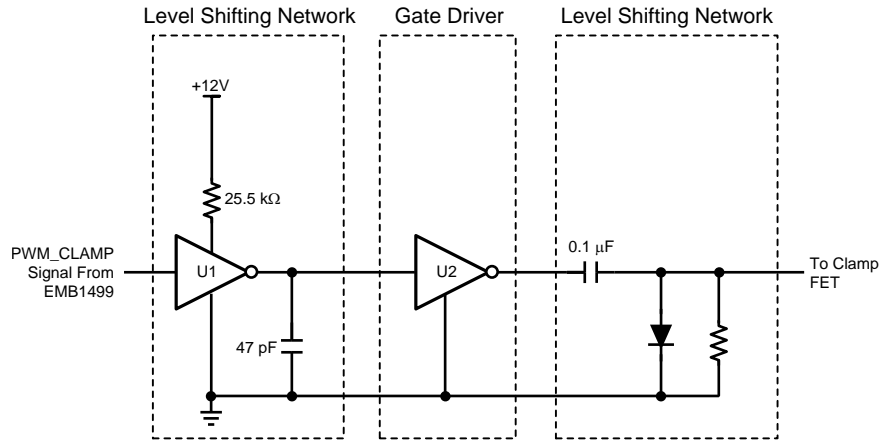 Level Shifting Network
Gate Driver
Level Shifting Network
+12V
25.5 kΩ
PWM_CLAMP
Signal From
EMB1499
U1
U2
0.1 μF
To Clamp
FET
47 pF